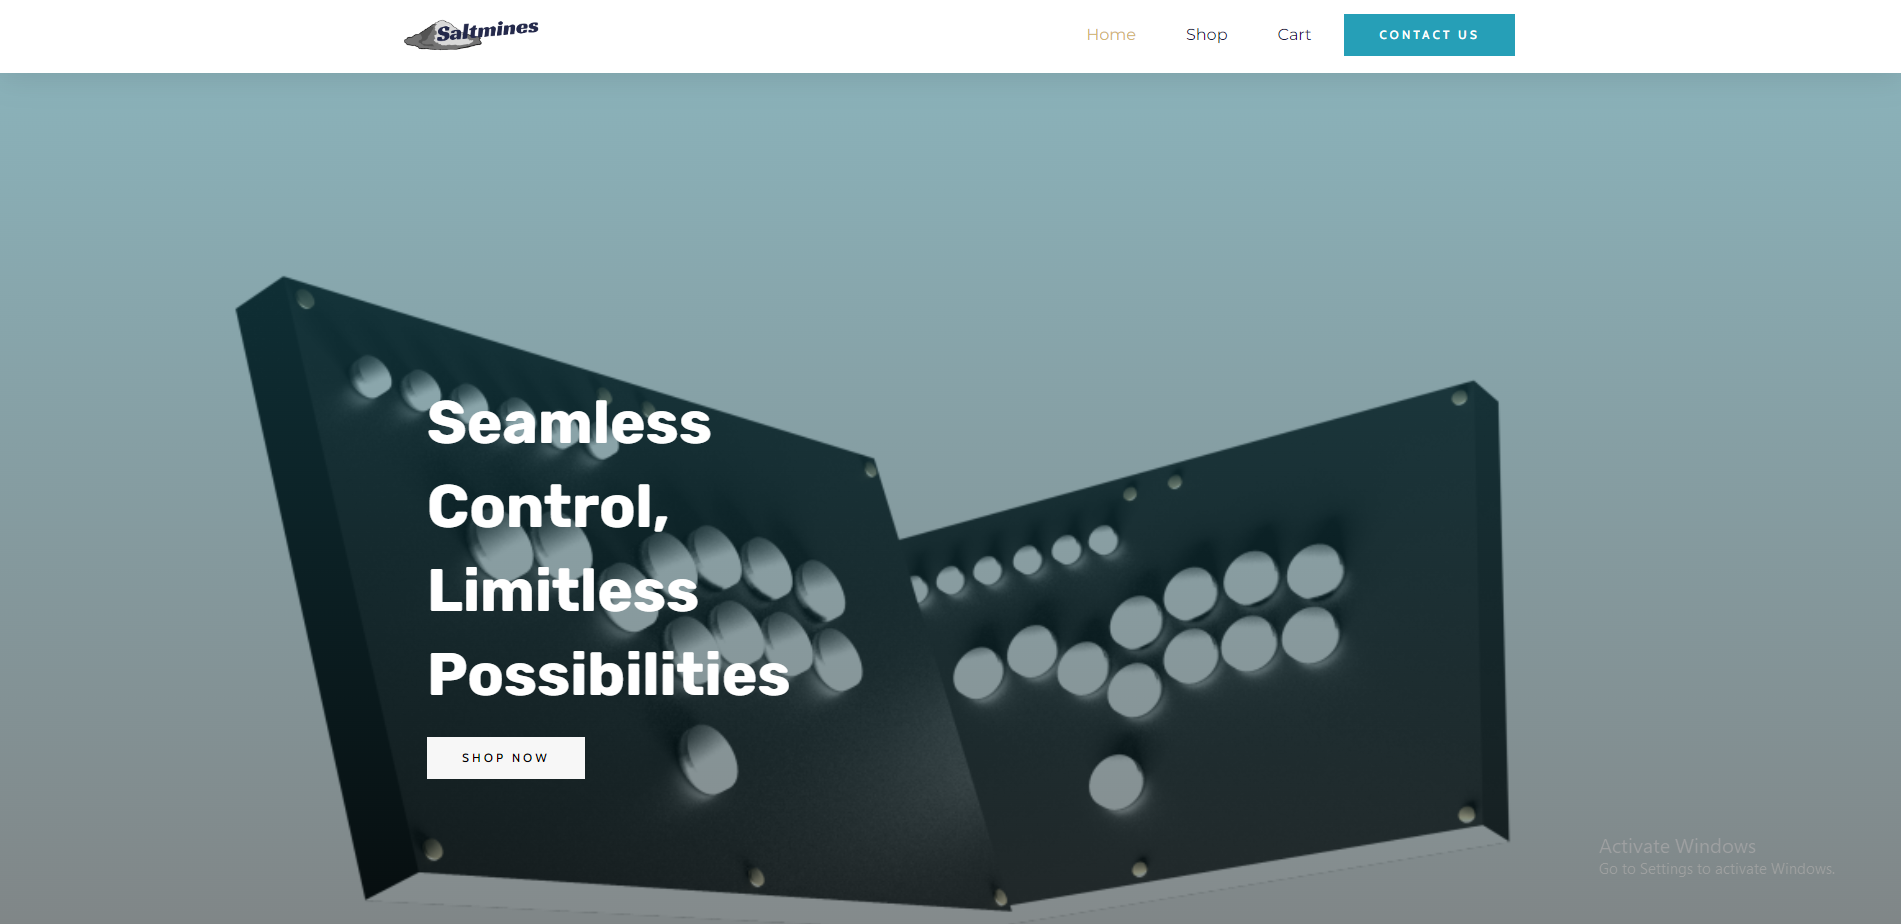 Saltmines
Home
Shop
Cart
CONTACT US
Seamless
Control,
Limitless
Possibilities
SHOP NOW
Activate Windows
Go to Settings to activate Windows.